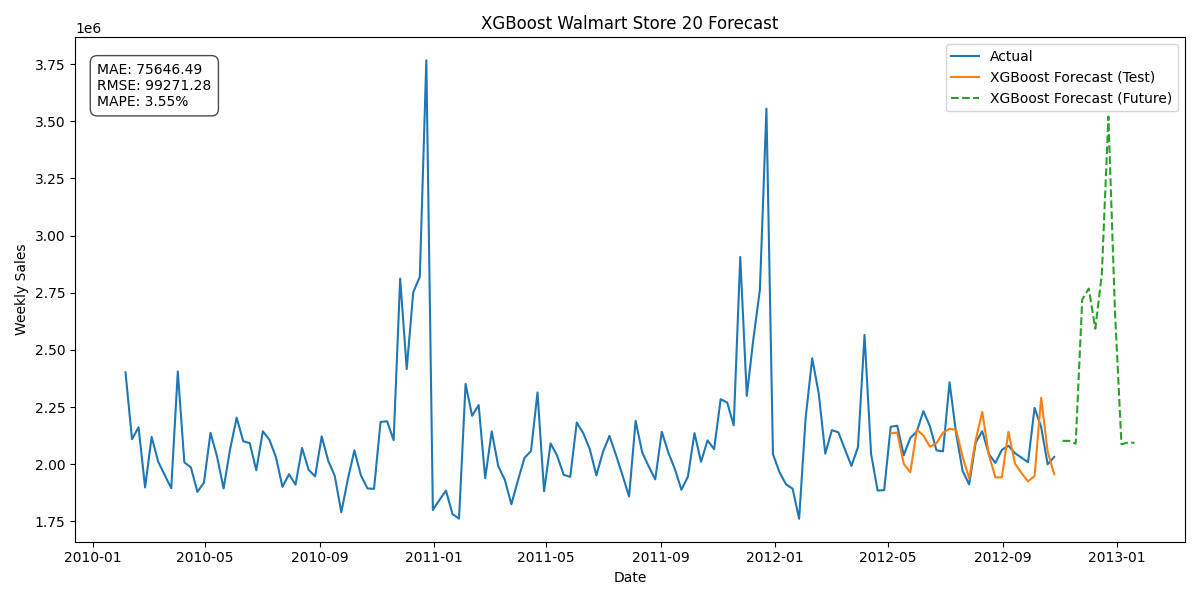 XGBoost Walmart Store 20 Forecast
1e6
MAE: 75646.49
RMSE: 99271.28
MAPE: 3.55%
Actual
XGBoost Forecast (Test)
XGBoost Forecast (Future)
3.75
3.50
3.25
3.00
2.75
2.50
2.25
2.00
1.75
Weekly Sales
2010-01 2010-05 2010-09 2011-01 2011-05 2011-09 2012-01 2012-05 2012-09 2013-01
Date